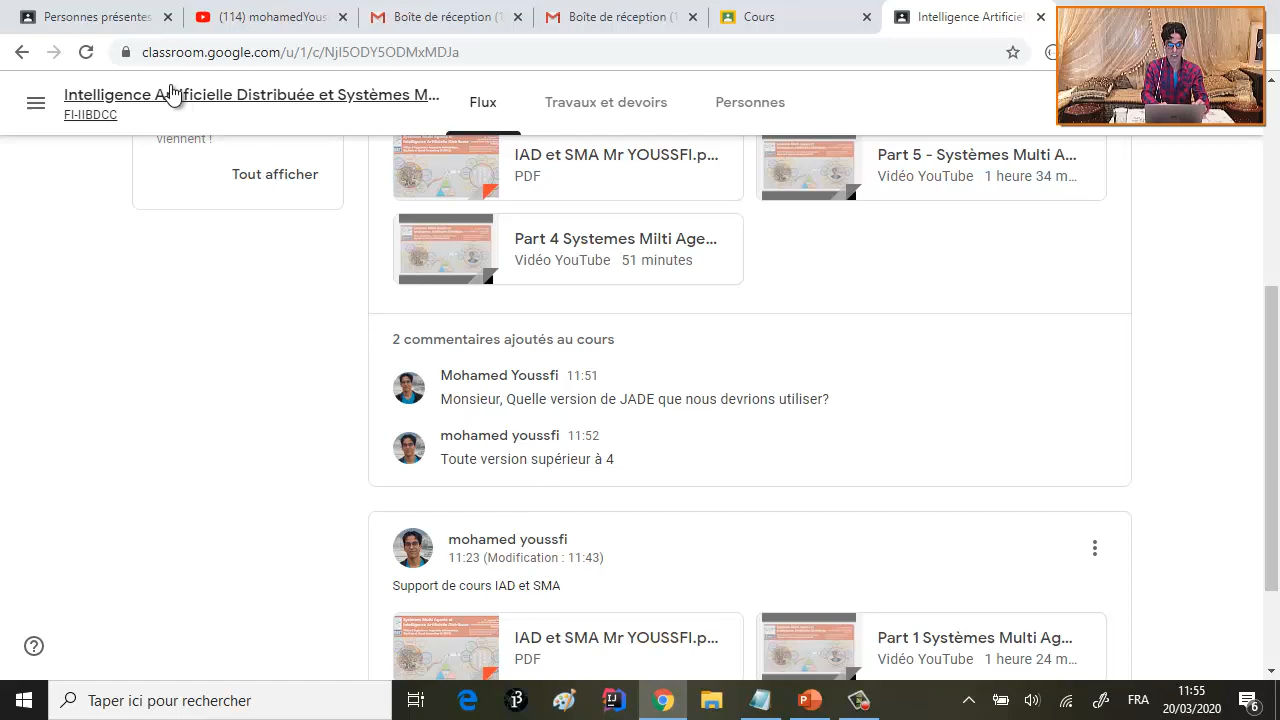 Personnes présentes
(114) mohamedYous
Boîte de réception (1
Boîte de réception (1
Cours
Intelligence Artificiel
classroom.google.com/u/1/c/NjI5ODY5ODMxMDJa
Intelligence Artificielle Distribuée et Systèmes M...
FI-IIBDCC
Flux
Travaux et devoirs
Personnes
viennent !
Tout afficher
IAD et SMA Mr YOUSSFI.p...
PDF
Part 5 - Systèmes Multi A...
Vidéo YouTube 1 heure 34 m...
Part 4 Systemes Milti Age...
Vidéo YouTube 51 minutes
2 commentaires ajoutés au cours
Mohamed Youssfi 11:51
Monsieur, Quelle version de JADE que nous devrions utiliser?
mohamed youssfi 11:52
Toute version supérieur à 4
mohamed youssfi
11:23 (Modification : 11:43)
Support de cours IAD et SMA
IAD et SMA Mr YOUSSFI.p...
PDF
Part 1 Systèmes Multi Ag...
Vidéo YouTube 1 heure 24 m...
Taper ici pour rechercher
FRA
11:55
20/03/2020
6